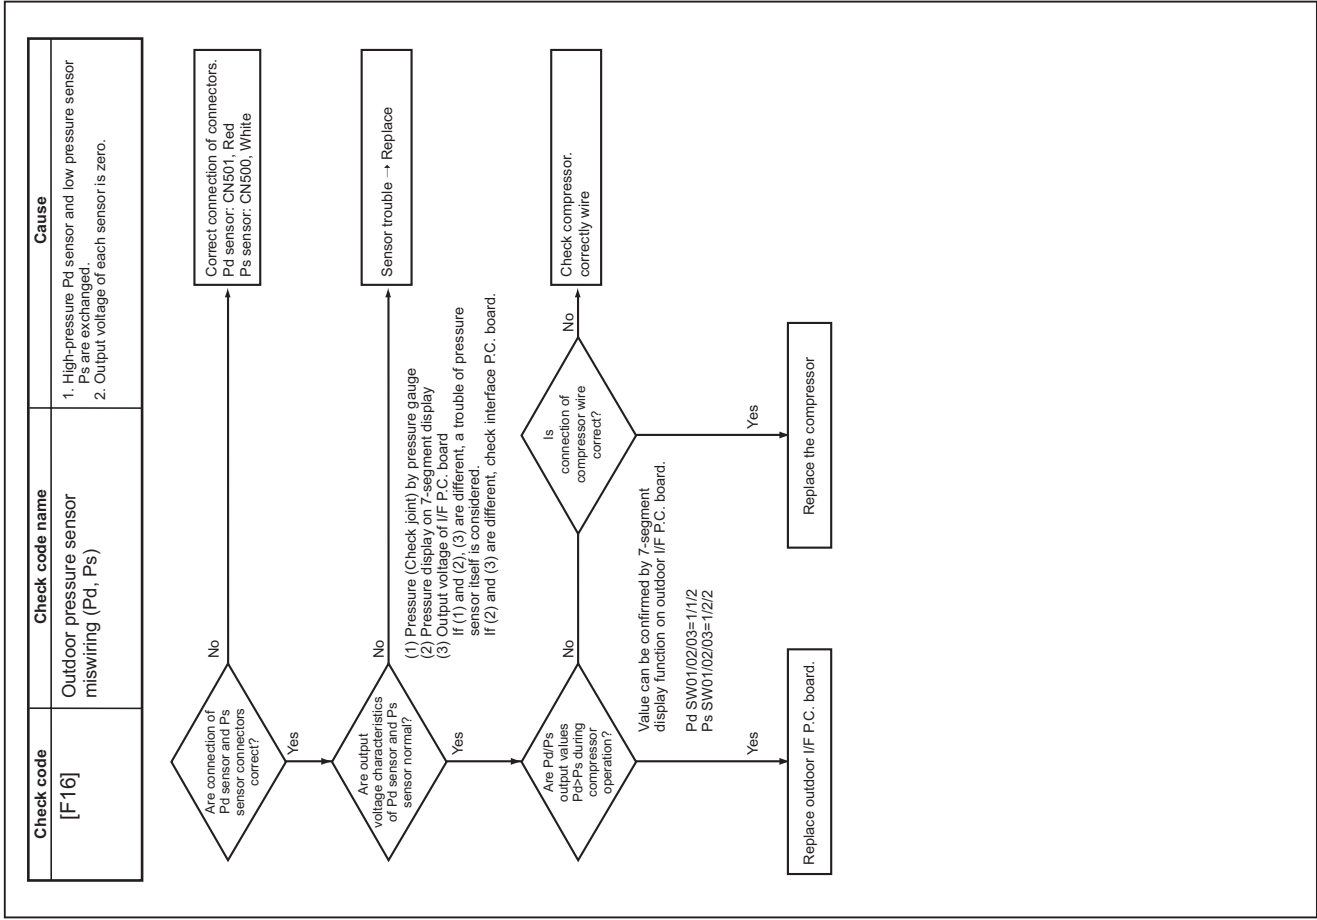 Check code
Check code name
Cause
[F16]
Outdoor pressure sensor
miswiring (Pd, Ps)
1. High-pressure Pd sensor and low pressure sensor
Ps are exchanged.
2. Output voltage of each sensor is zero.
Are connection of
Pd sensor and Ps
sensor connectors
correct?
No
Correct connection of connectors.
Pd sensor: CN501, Red
Ps sensor: CN500, White
Yes
Are output
voltage characteristics
of Pd sensor and Ps
sensor normal?
No
Sensor trouble → Replace
(1) Pressure (Check joint) by pressure gauge
(2) Pressure display on 7-segment display
(3) Output voltage of I/F P.C. board
If (1) and (2), (3) are different, a trouble of pressure
sensor itself is considered.
If (2) and (3) are different, check interface P.C. board.
Yes
Are Pd/Ps
output values
Pd>Ps during
compressor
operation?
No
Is
connection of
compressor wire
correct?
No
Check compressor.
correctly wire
Value can be confirmed by 7-segment
display function on outdoor I/F P.C. board.
Pd SW01/02/03=1/1/2
Ps SW01/02/03=1/2/2
Yes
Yes
Replace outdoor I/F P.C. board.
Replace the compressor